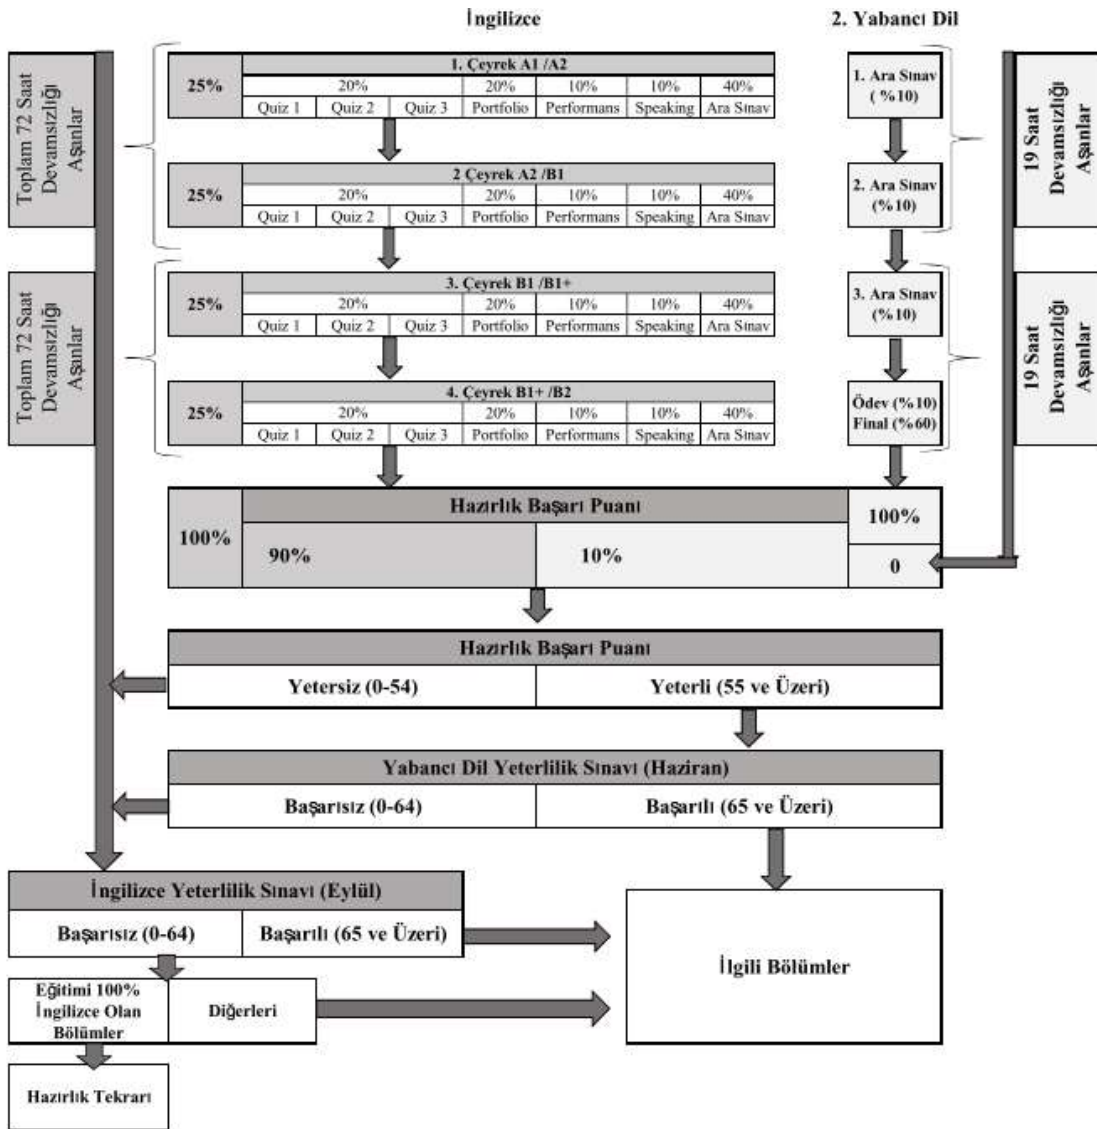 İngilizce
2. Yabancı Dil
Toplam 72 Saat
Devamsızlığı
Aşanlar
25%
1. Çeyrek A1 /A2
20% 20% 10% 10% 40%
Quiz 1 Quiz 2 Quiz 3 Portfolio Performans Speaking Ara Sınav
1. Ara Sınav
( %10)
19 Saat
Devamsızlığı
Aşanlar
25%
2 Çeyrek A2 /B1
20% 20% 10% 10% 40%
Quiz 1 Quiz 2 Quiz 3 Portfolio Performans Speaking Ara Sınav
2. Ara Sınav
(%10)
Toplam 72 Saat
Devamsızlığı
Aşanlar
25%
3. Çeyrek B1 /B1+
20% 20% 10% 10% 40%
Quiz 1 Quiz 2 Quiz 3 Portfolio Performans Speaking Ara Sınav
3. Ara Sınav
(%10)
19 Saat
Devamsızlığı
Aşanlar
25%
4. Çeyrek B1+ /B2
20% 20% 10% 10% 40%
Quiz 1 Quiz 2 Quiz 3 Portfolio Performans Speaking Ara Sınav
Ödev (%10)
Final (%60)
100%
Hazırlık Başarı Puanı
90% 10%
100%
0
Hazırlık Başarı Puanı
Yetersiz (0-54) Yeterli (55 ve Üzeri)
Yabancı Dil Yeterlilik Sınavı (Haziran)
Başarısız (0-64) Başarılı (65 ve Üzeri)
İngilizce Yeterlilik Sınavı (Eylül)
Başarısız (0-64) Başarılı (65 ve Üzeri)
İlgili Bölümler
Eğitimi 100%
İngilizce Olan
Bölümler
Diğerleri
Hazırlık Tekrarı